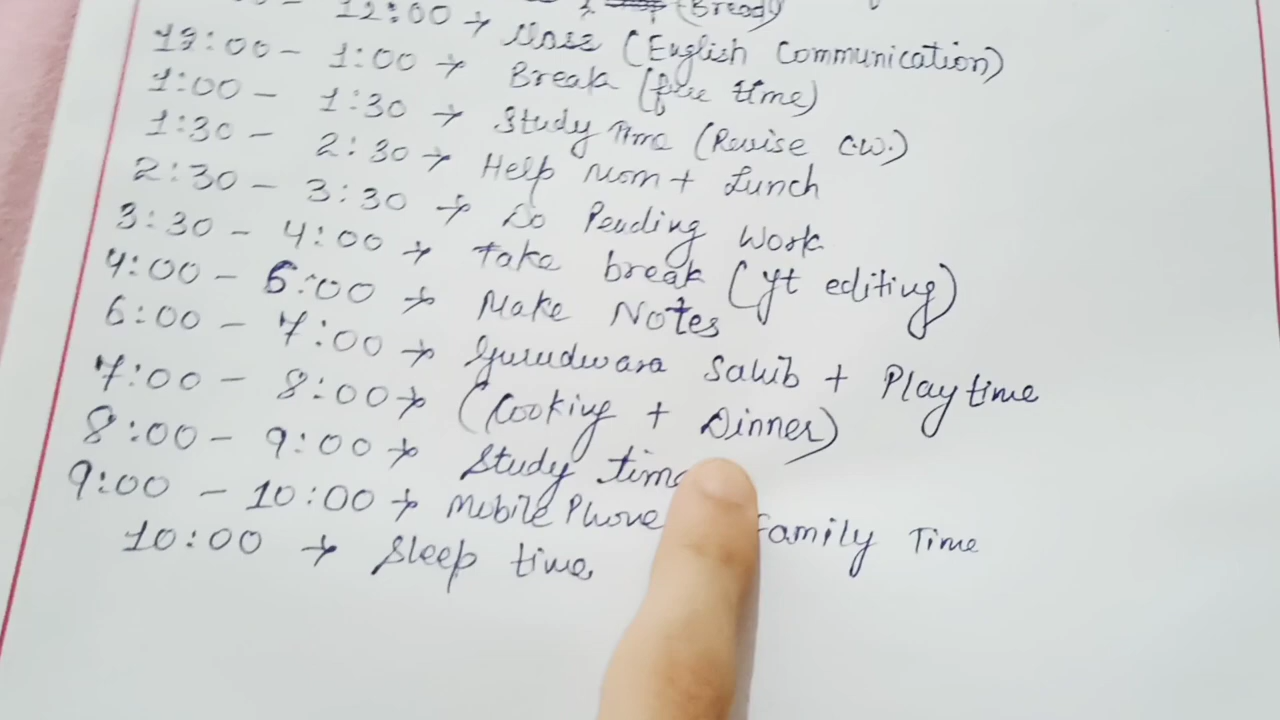 (Bread)
- 12:00 → Class (English Communication)
12:00 - 1:00 → Break (free time)
1:00 - 1:30 → Study Time (Revise C.W.)
1:30 - 2:30 → Help Mom + Lunch
2:30 - 3:30 → Do Pending Work
3:30 - 4:00 → Take break (yt editing)
4:00 - 6:00 → Make Notes
6:00 - 7:00 → Gurudwara Sahib + Playtime
7:00 - 8:00 → (Cooking + Dinner)
8:00 - 9:00 → Study time
9:00 - 10:00 → Mobile Phone Family Time
10:00 → Sleep time